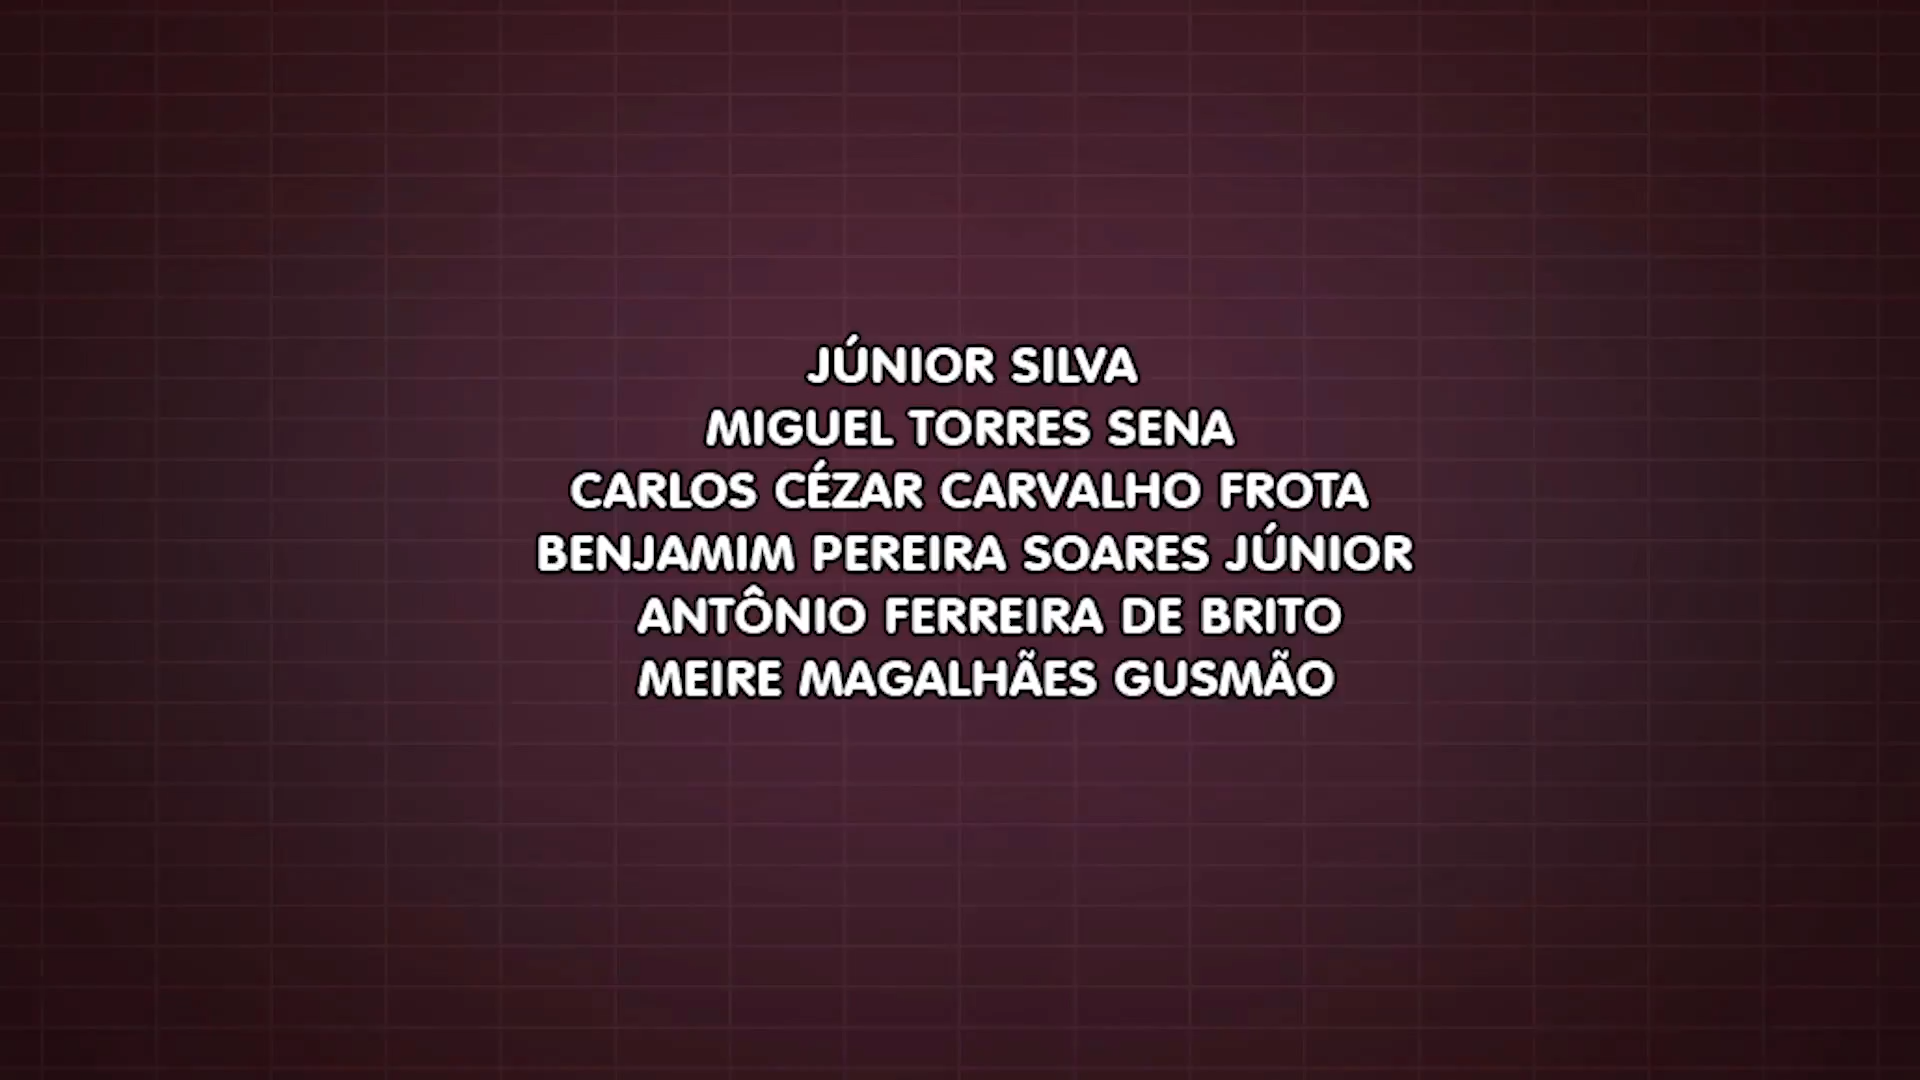 JÚNIOR SILVA
MIGUEL TORRES SENA
CARLOS CÉZAR CARVALHO FROTA
BENJAMIM PEREIRA SOARES JÚNIOR
ANTÔNIO FERREIRA DE BRITO
MEIRE MAGALHÃES GUSMÃO